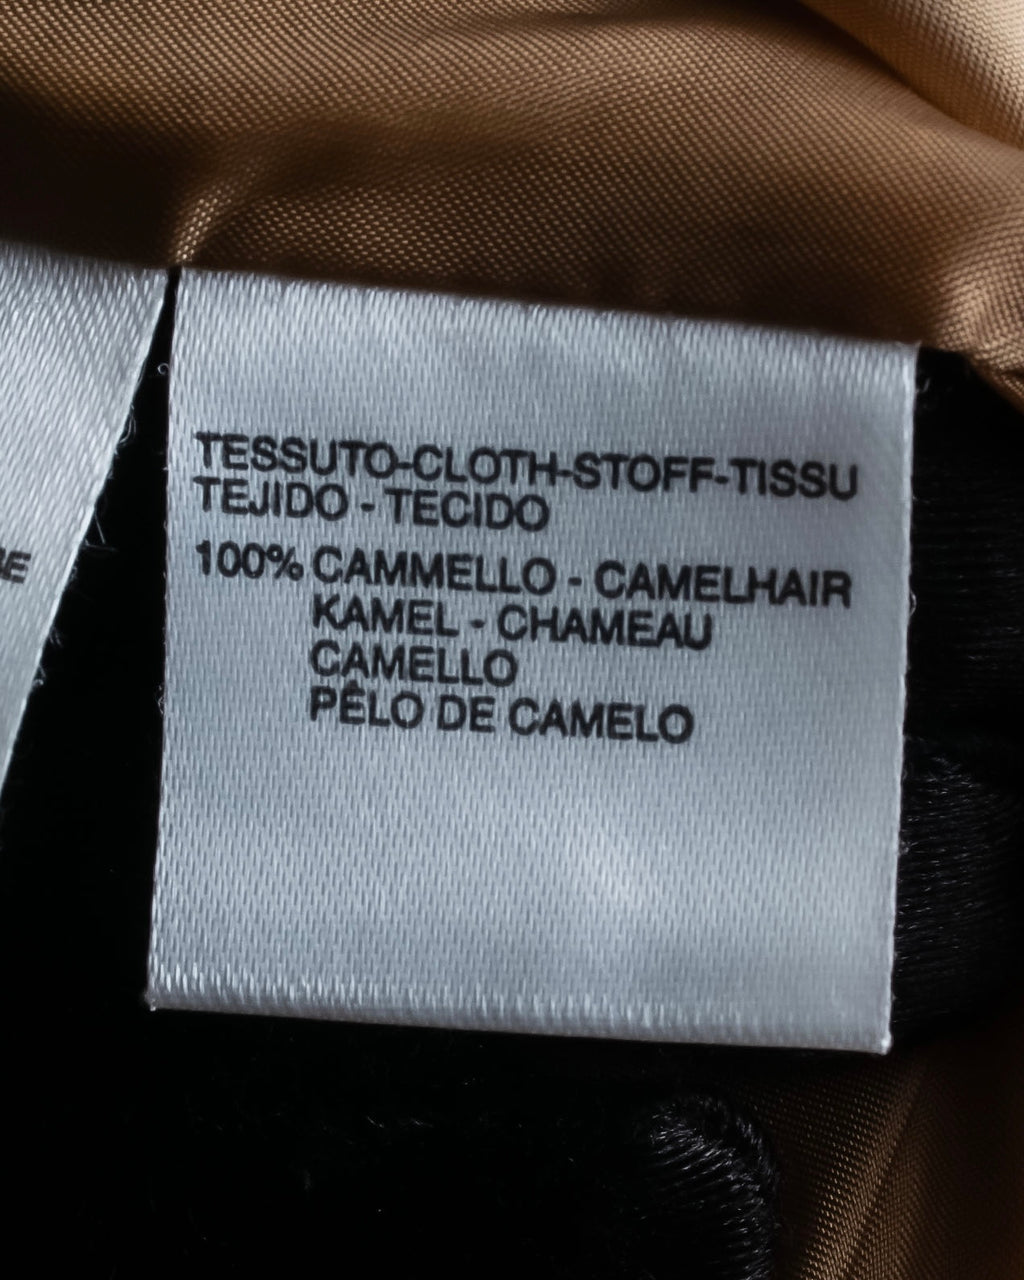 TESSUTO-CLOTH-STOFF-TISSU
TEJIDO - TECIDO
100% CAMMELLO - CAMELHAIR
KAMEL - CHAMEAU
CAMELLO
PÊLO DE CAMELO